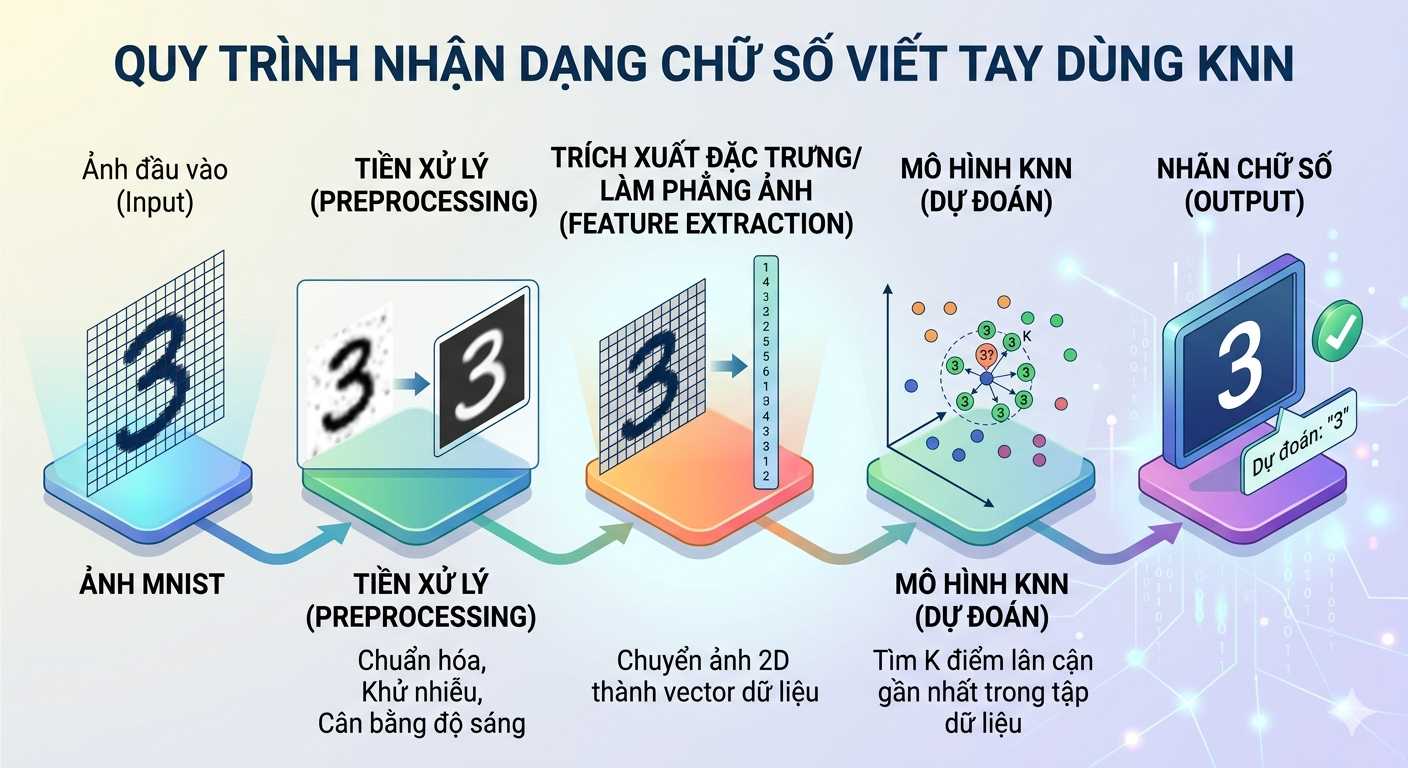 QUY TRÌNH NHẬN DẠNG CHỮ SỐ VIẾT TAY DÙNG KNN
Ảnh đầu vào
(Input)
TIỀN XỬ LÝ
(PREPROCESSING)
TRÍCH XUẤT ĐẶC TRƯNG/
LÀM PHẲNG ẢNH
(FEATURE EXTRACTION)
MÔ HÌNH KNN
(DỰ ĐOÁN)
NHÃN CHỮ SỐ
(OUTPUT)
3
3
3
3
1
4
3
3
2
5
5
6
1
3
4
3
3
1
2
3
3
K
3?
3
3
3
3
3
3
Dự đoán: "3"
ẢNH MNIST
TIỀN XỬ LÝ
(PREPROCESSING)
Chuẩn hóa,
Khử nhiễu,
Cân bằng độ sáng
Chuyển ảnh 2D
thành vector dữ liệu
MÔ HÌNH KNN
(DỰ ĐOÁN)
Tìm K điểm lân cận
gần nhất trong tập
dữ liệu